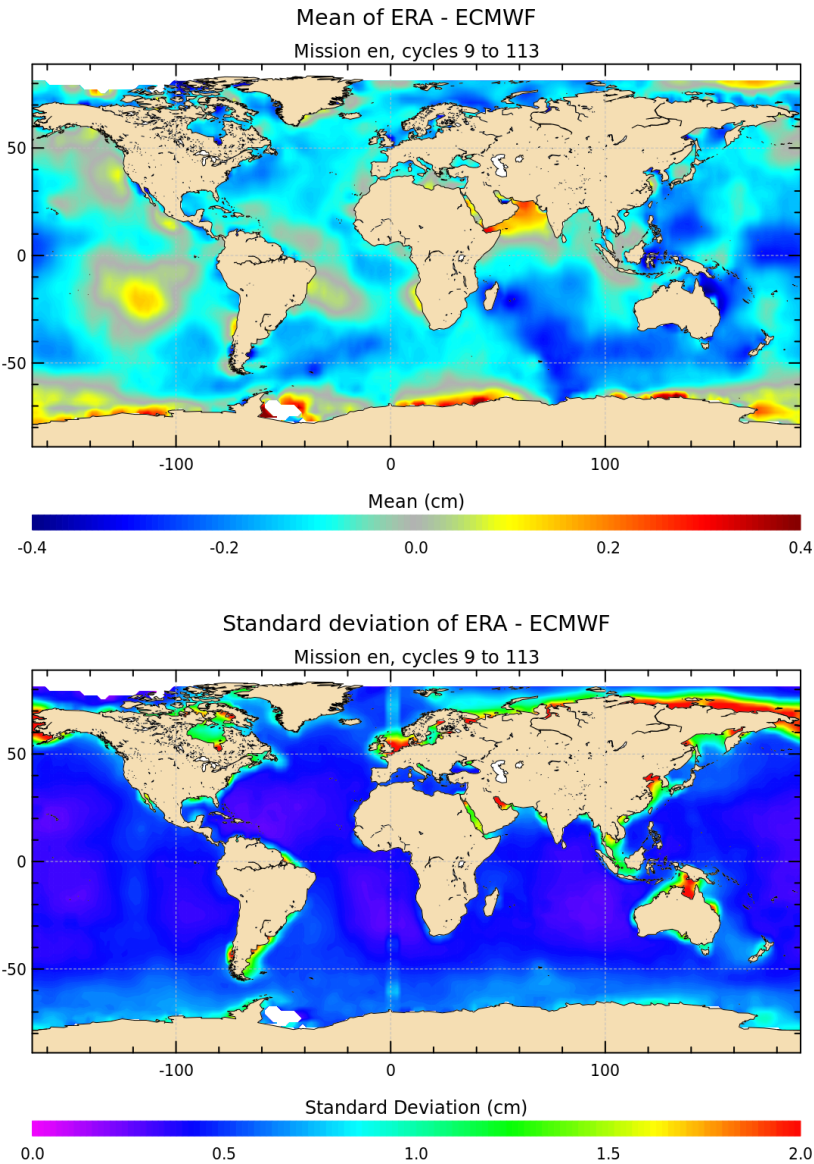 Mean of ERA - ECMWF
Mission en, cycles 9 to 113
50
0
-50
-100 0 100
Mean (cm)
-0.4 -0.2 0.0 0.2 0.4
Standard deviation of ERA - ECMWF
Mission en, cycles 9 to 113
50
0
-50
-100 0 100
Standard Deviation (cm)
0.0 0.5 1.0 1.5 2.0